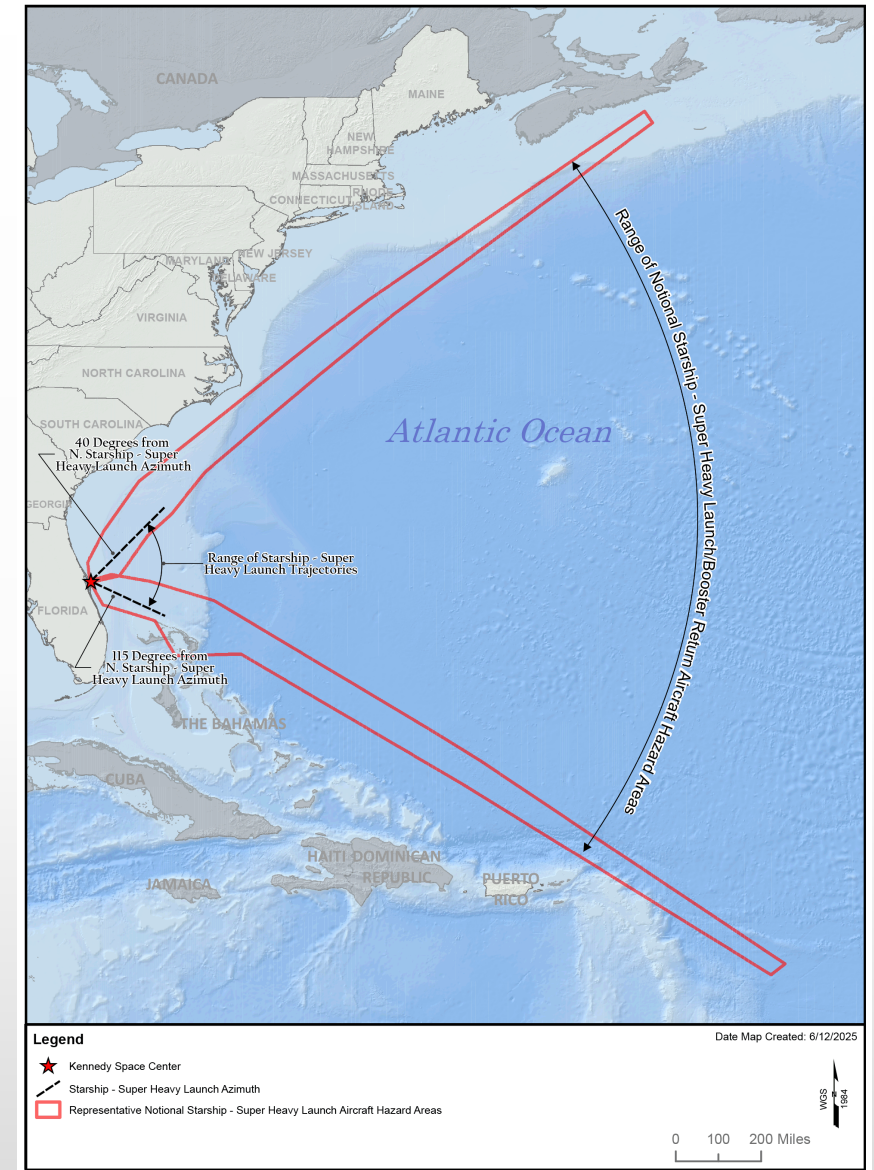 CANADA
MAINE
NEW
HAMPSHIRE
MASSACHUSETTS
CONNECTICUT
RHODE
ISLAND
NEW JERSEY
MARYLAND
DELAWARE
VIRGINIA
NORTH CAROLINA
SOUTH CAROLINA
GEORGIA
FLORIDA
Atlantic Ocean
40 Degrees from
N. Starship - Super
Heavy Launch Azimuth
Range of Starship - Super
Heavy Launch Trajectories
115 Degrees from
N. Starship - Super
Heavy Launch Azimuth
Range of Notional Starship - Super Heavy Launch/Booster Return Aircraft Hazard Areas
THE BAHAMAS
CUBA
HAITI DOMINICAN
REPUBLIC
JAMAICA
PUERTO
RICO
Legend
Date Map Created: 6/12/2025
Kennedy Space Center
Starship - Super Heavy Launch Azimuth
Representative Notional Starship - Super Heavy Launch Aircraft Hazard Areas
WGS
1984
N
0 100 200 Miles